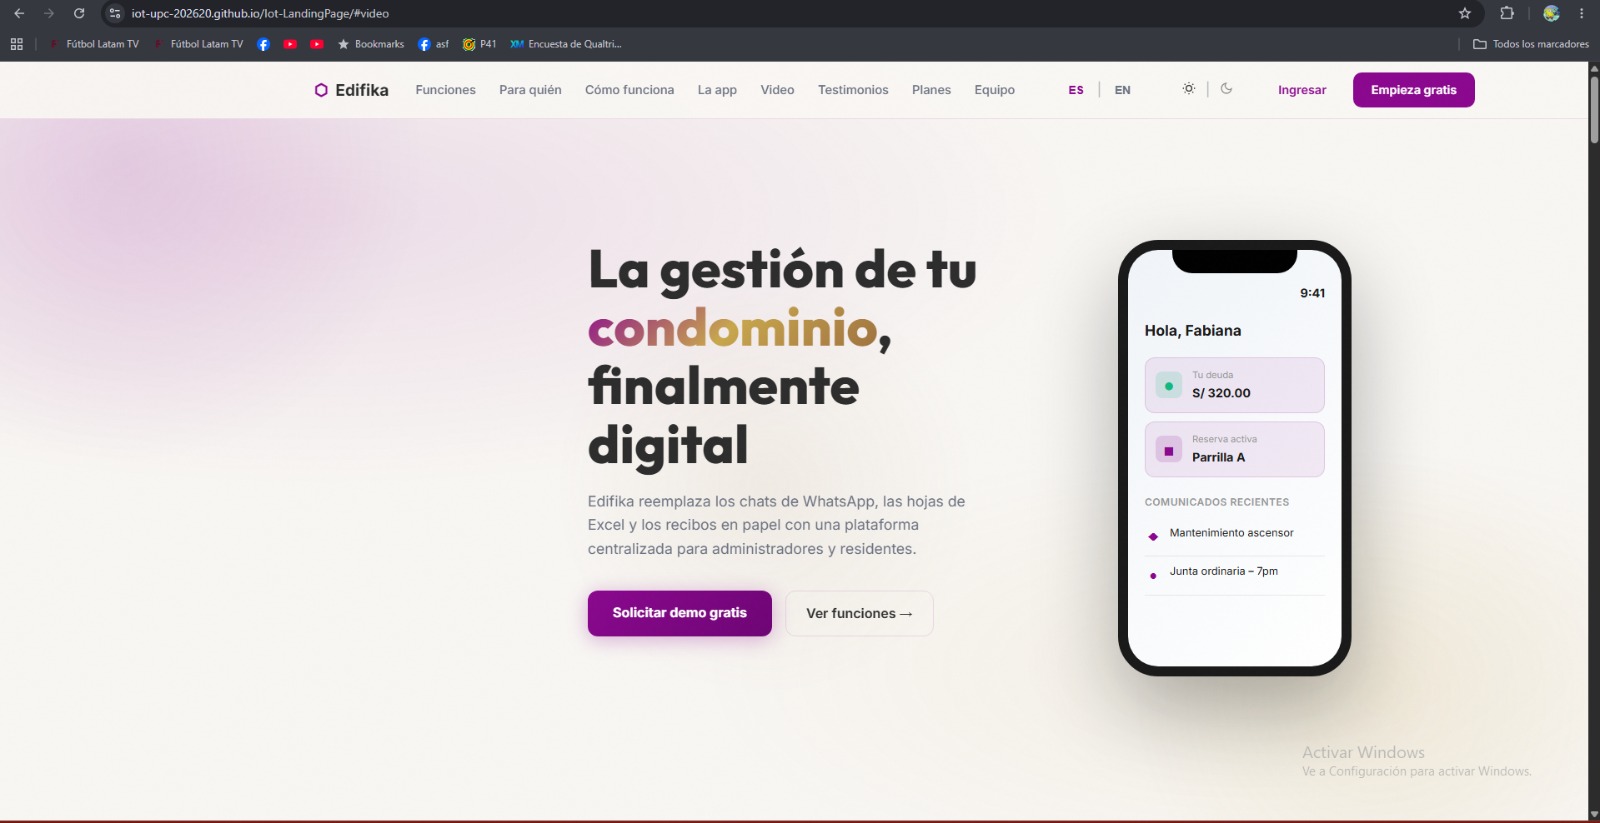 iot-upc-202620.github.io/Iot-LandingPage/#video
Fútbol Latam TV
Fútbol Latam TV
Bookmarks
asf
P41
XM Encuesta de Qualtri...
Todos los marcadores
Edifika
Funciones
Para quién
Cómo funciona
La app
Video
Testimonios
Planes
Equipo
ES
EN
Ingresar
Empieza gratis
La gestión de tu
condominio,
finalmente
digital
Edifika reemplaza los chats de WhatsApp, las hojas de
Excel y los recibos en papel con una plataforma
centralizada para administradores y residentes.
Solicitar demo gratis
Ver funciones →
9:41
Hola, Fabiana
Tu deuda
S/ 320.00
Reserva activa
Parrilla A
COMUNICADOS RECIENTES
Mantenimiento ascensor
Junta ordinaria – 7pm
Activar Windows
Ve a Configuración para activar Windows.